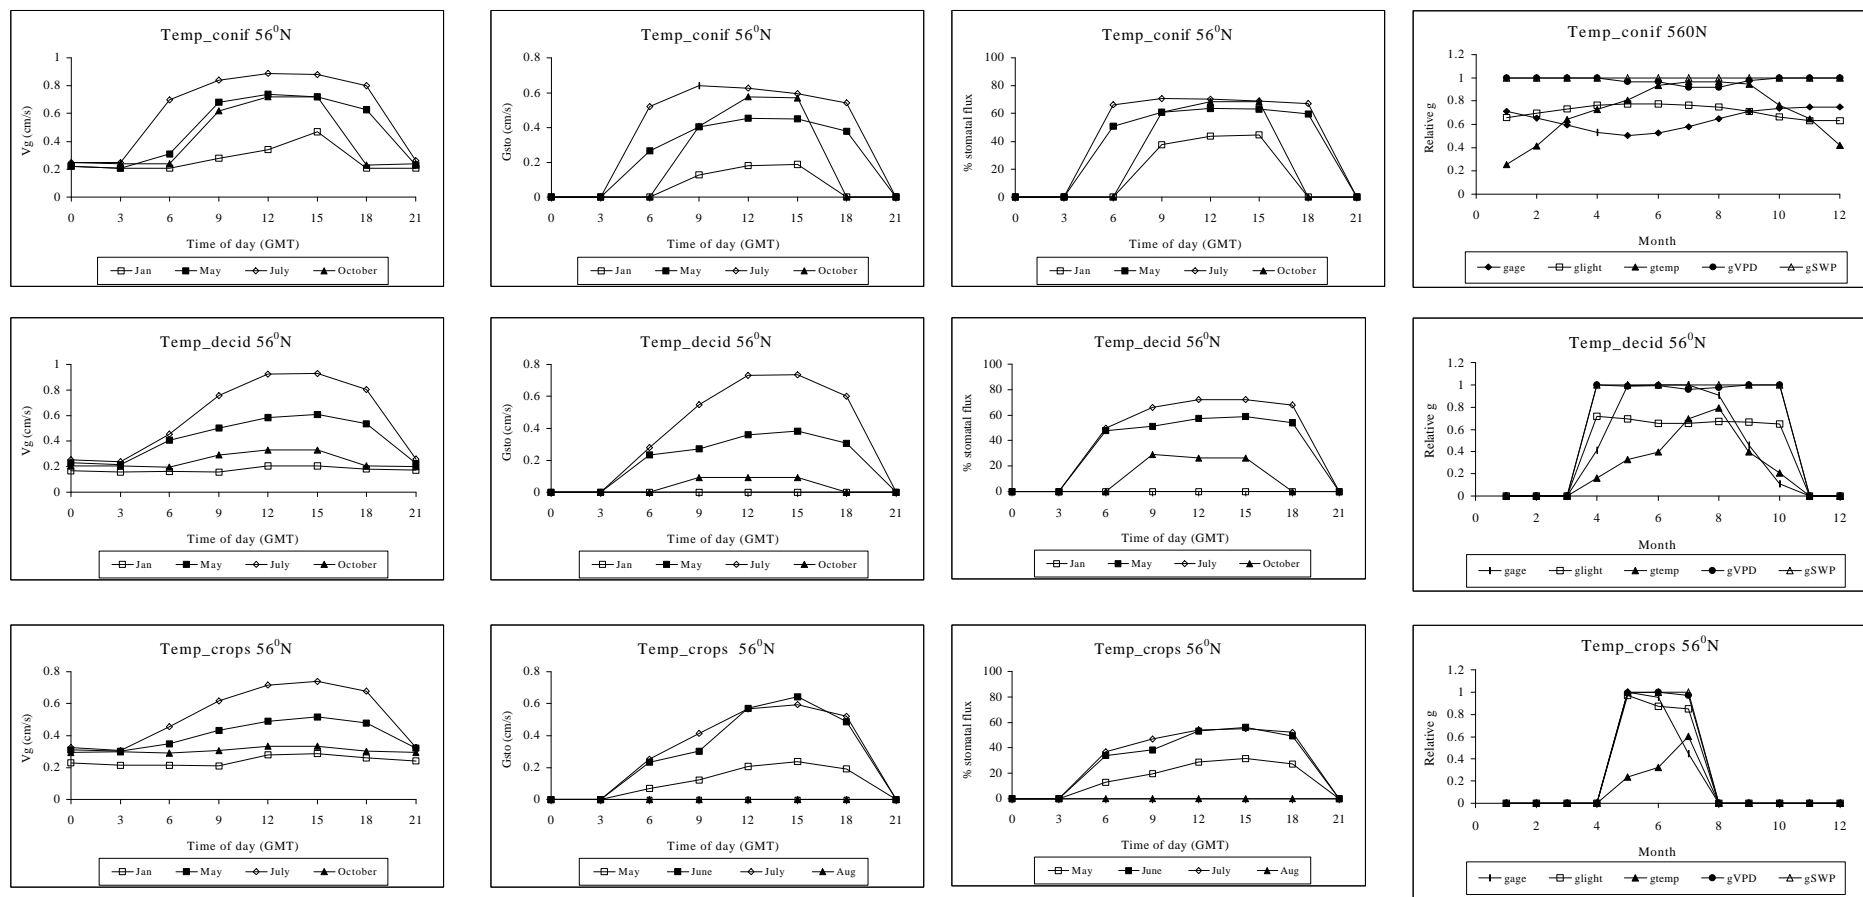 Temp_conif 56⁰N
Vg (cm/s)
1
0.8
0.6
0.4
0.2
0
0 3 6 9 12 15 18 21
Time of day (GMT)
Jan May July October
Temp_conif 56⁰N
Gsto (cm/s)
0.8
0.6
0.4
0.2
0
0 3 6 9 12 15 18 21
Time of day (GMT)
Jan May July October
Temp_conif 56⁰N
% stomatal flux
100
80
60
40
20
0
0 3 6 9 12 15 18 21
Time of day (GMT)
Jan May July October
Temp_conif 560N
Relative g
1.2
1
0.8
0.6
0.4
0.2
0
0 2 4 6 8 10 12
Month
gage glight gtemp gVPD gSWP
Temp_decid 56⁰N
Vg (cm/s)
1
0.8
0.6
0.4
0.2
0
0 3 6 9 12 15 18 21
Time of day (GMT)
Jan May July October
Temp_decid 56⁰N
Gsto (cm/s)
0.8
0.6
0.4
0.2
0
0 3 6 9 12 15 18 21
Time of day (GMT)
Jan May July October
Temp_decid 56⁰N
% stomatal flux
100
80
60
40
20
0
0 3 6 9 12 15 18 21
Time of day (GMT)
Jan May July October
Temp_decid 56⁰N
Relative g
1.2
1
0.8
0.6
0.4
0.2
0
0 2 4 6 8 10 12
Month
gage glight gtemp gVPD gSWP
Temp_crops 56⁰N
Vg (cm/s)
0.8
0.6
0.4
0.2
0
0 3 6 9 12 15 18 21
Time of day (GMT)
Jan May July October
Temp_crops 56⁰N
Gsto (cm/s)
0.8
0.6
0.4
0.2
0
0 3 6 9 12 15 18 21
Time of day (GMT)
May June July Aug
Temp_crops 56⁰N
% stomatal flux
100
80
60
40
20
0
0 3 6 9 12 15 18 21
Time of day (GMT)
May June July Aug
Temp_crops 56⁰N
Relative g
1.2
1
0.8
0.6
0.4
0.2
0
0 2 4 6 8 10 12
Month
gage glight gtemp gVPD gSWP